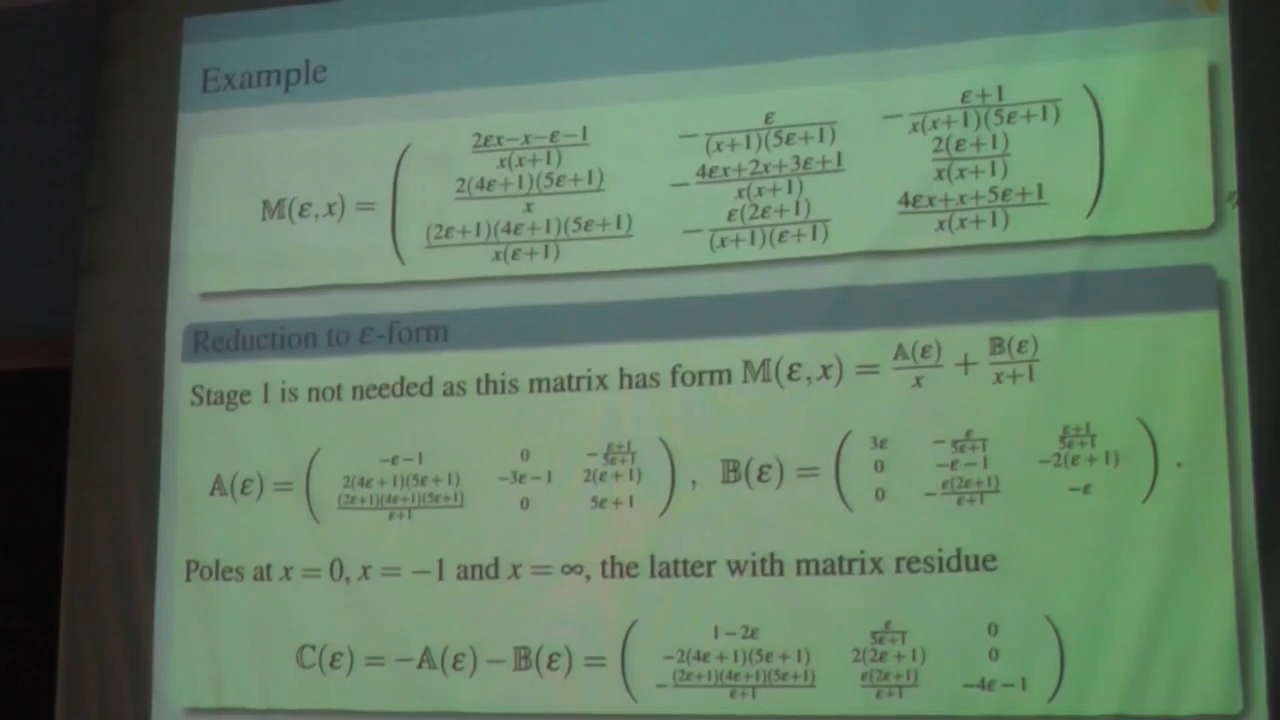 Example
M(ε,x) = ( (2εx−x−ε−1)/(x(x+1))  −ε/((x+1)(5ε+1))  −(ε+1)/(x(x+1)(5ε+1))
2(4ε+1)(5ε+1)/x  −(4εx+2x+3ε+1)/(x(x+1))  2(ε+1)/(x(x+1))
(2ε+1)(4ε+1)(5ε+1)/(x(ε+1))  −ε(2ε+1)/((x+1)(ε+1))  (4εx+x+5ε+1)/(x(x+1)) )
Reduction to ε-form
Stage 1 is not needed as this matrix has form M(ε,x) = A(ε)/x + B(ε)/(x+1)
A(ε) = ( −ε−1  0  −(ε+1)/(5ε+1)
2(4ε+1)(5ε+1)  −3ε−1  2(ε+1)
(2ε+1)(4ε+1)(5ε+1)/(ε+1)  0  5ε+1 ) ,
B(ε) = ( 3ε  −ε/(5ε+1)  (ε+1)/(5ε+1)
0  −ε−1  −2(ε+1)
0  −ε(2ε+1)/(ε+1)  −ε ) .
Poles at x = 0, x = −1 and x = ∞, the latter with matrix residue
C(ε) = −A(ε) − B(ε) = ( 1−2ε  ε/(5ε+1)  0
−2(4ε+1)(5ε+1)  2(2ε+1)  0
−(2ε+1)(4ε+1)(5ε+1)/(ε+1)  ε(2ε+1)/(ε+1)  −4ε−1 )